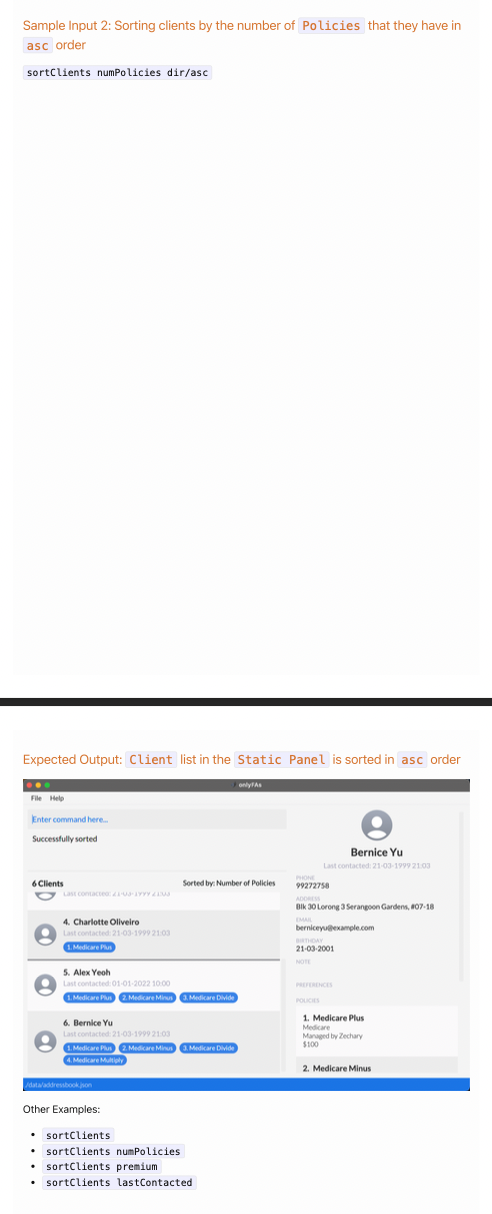 Sample Input 2: Sorting clients by the number of Policies that they have in
asc order
sortClients numPolicies dir/asc
Expected Output: Client list in the Static Panel is sorted in asc order
onlyFAs
File Help
Enter command here...
Successfully sorted
6 Clients
Sorted by: Number of Policies
Last contacted: 21-03-1999 21:03
4. Charlotte Oliveiro
Last contacted: 21-03-1999 21:03
1. Medicare Plus
5. Alex Yeoh
Last contacted: 01-01-2022 10:00
1. Medicare Plus 2. Medicare Minus 3. Medicare Divide
6. Bernice Yu
Last contacted: 21-03-1999 21:03
1. Medicare Plus 2. Medicare Minus 3. Medicare Divide
4. Medicare Multiply
Bernice Yu
Last contacted: 21-03-1999 21:03
PHONE
99272758
ADDRESS
Blk 30 Lorong 3 Serangoon Gardens, #07-18
EMAIL
berniceyu@example.com
BIRTHDAY
21-03-2001
NOTE
PREFERENCES
POLICIES
1. Medicare Plus
Medicare
Managed by Zechary
$100
2. Medicare Minus
./data/addressbook.json
Other Examples:
• sortClients
• sortClients numPolicies
• sortClients premium
• sortClients lastContacted